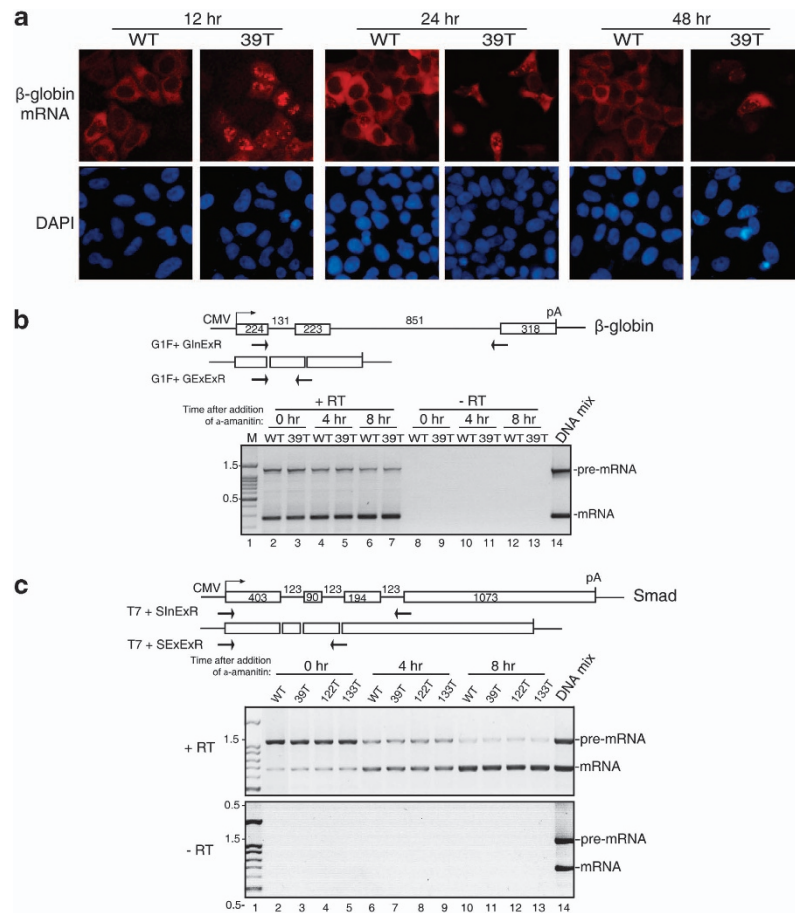 a
12 hr 24 hr 48 hr
WT 39T WT 39T WT 39T
β-globin
mRNA
DAPI
b
CMV 224 131 223 851 318 pA β-globin
G1F+ GInExR
G1F+ GExExR
+ RT - RT
Time after addition
of a-amanitin: 0 hr 4 hr 8 hr 0 hr 4 hr 8 hr DNA mix
M WT 39T WT 39T WT 39T WT 39T WT 39T WT 39T
1.5 -pre-mRNA
0.5
-mRNA
1 2 3 4 5 6 7 8 9 10 11 12 13 14
c
CMV 403 123 90 123 194 123 1073 pA Smad
T7 + SInExR
T7 + SExExR
Time after addition
of a-amanitin: 0 hr 4 hr 8 hr
WT 39T 122T 133T WT 39T 122T 133T WT 39T 122T 133T DNA mix
1.5 -pre-mRNA
+ RT
mRNA
0.5
1.5 -pre-mRNA
- RT
-mRNA
0.5-
1 2 3 4 5 6 7 8 9 10 11 12 13 14